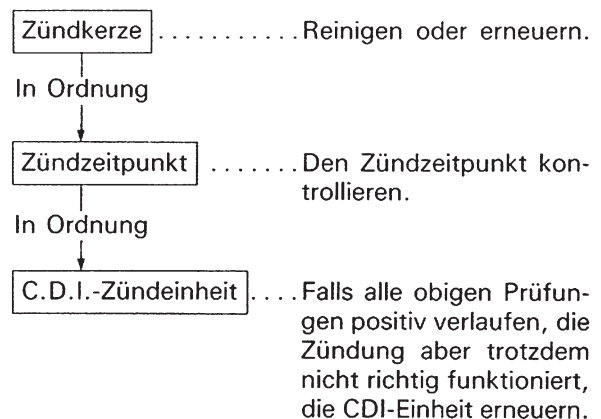 Zündkerze ........... Reinigen oder erneuern.
In Ordnung
Zündzeitpunkt ....... Den Zündzeitpunkt kon-
trollieren.
In Ordnung
C.D.I.-Zündeinheit .... Falls alle obigen Prüfun-
gen positiv verlaufen, die
Zündung aber trotzdem
nicht richtig funktioniert,
die CDI-Einheit erneuern.